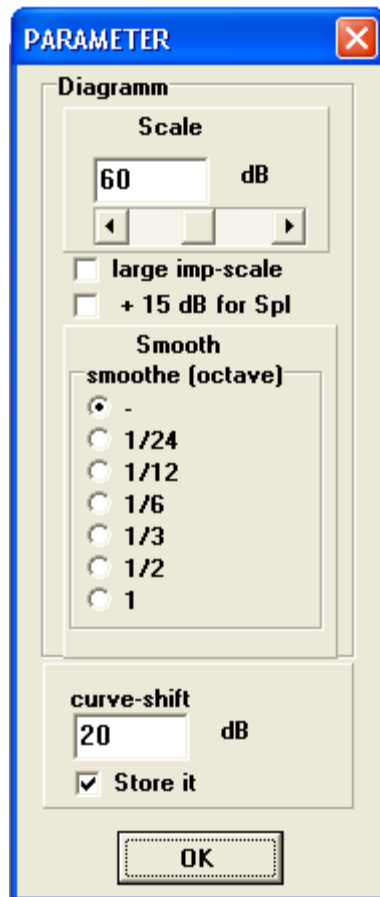 PARAMETER
Diagramm
Scale
60 dB
large imp-scale
+ 15 dB for Spl
Smooth
smoothe (octave)
-
1/24
1/12
1/6
1/3
1/2
1
curve-shift
20 dB
Store it
OK